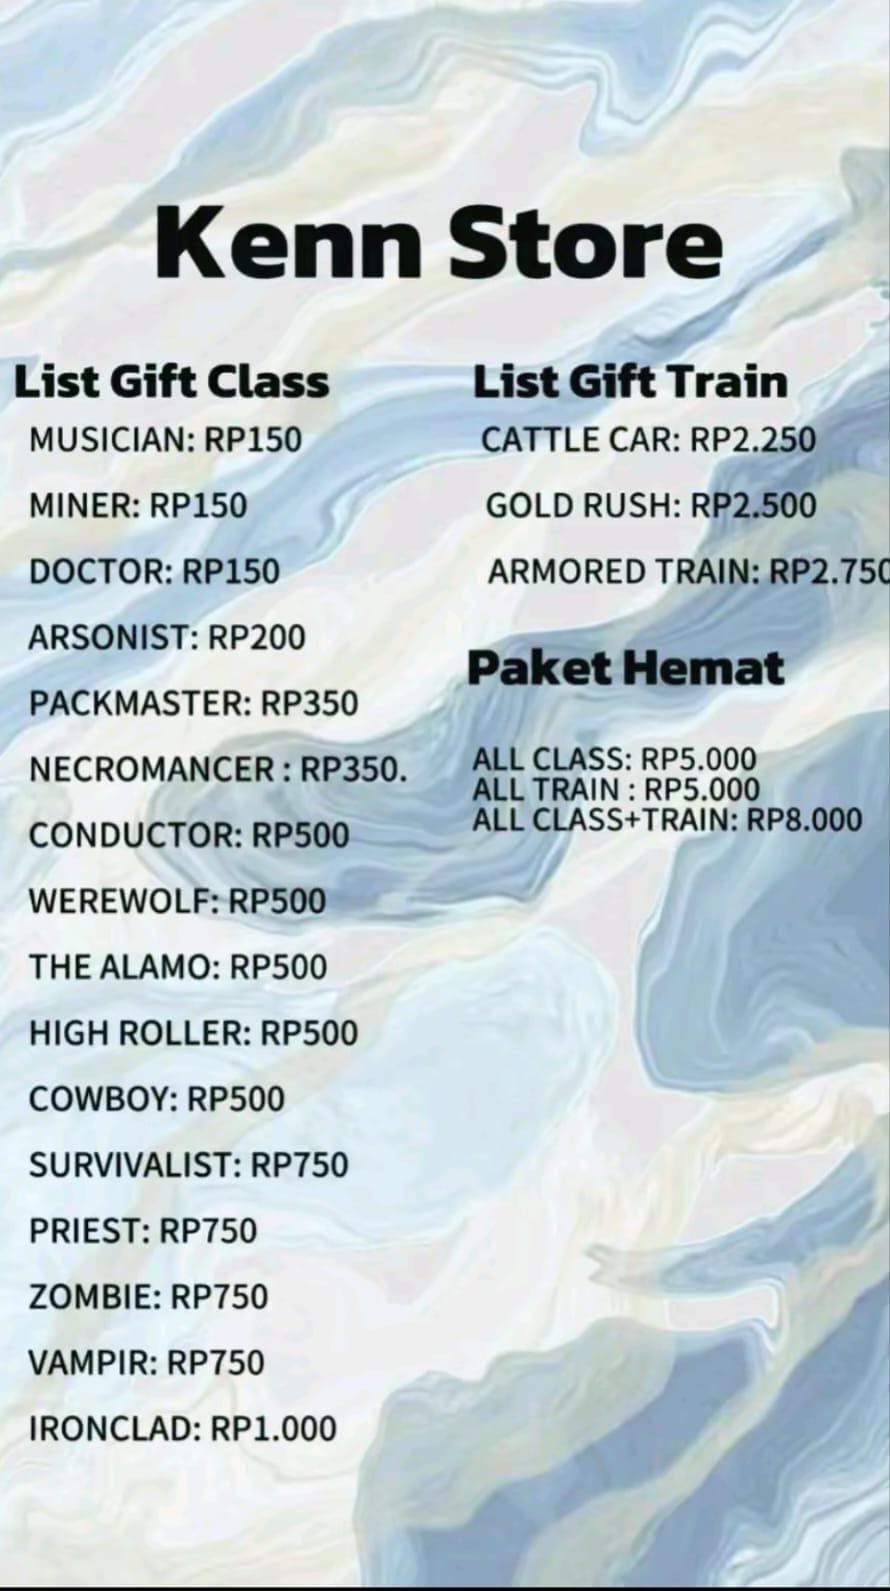 Kenn Store
List Gift Class
MUSICIAN: RP150
MINER: RP150
DOCTOR: RP150
ARSONIST: RP200
PACKMASTER: RP350
NECROMANCER : RP350.
CONDUCTOR: RP500
WEREWOLF: RP500
THE ALAMO: RP500
HIGH ROLLER: RP500
COWBOY: RP500
SURVIVALIST: RP750
PRIEST: RP750
ZOMBIE: RP750
VAMPIR: RP750
IRONCLAD: RP1.000
List Gift Train
CATTLE CAR: RP2.250
GOLD RUSH: RP2.500
ARMORED TRAIN: RP2.750
Paket Hemat
ALL CLASS: RP5.000
ALL TRAIN : RP5.000
ALL CLASS+TRAIN: RP8.000